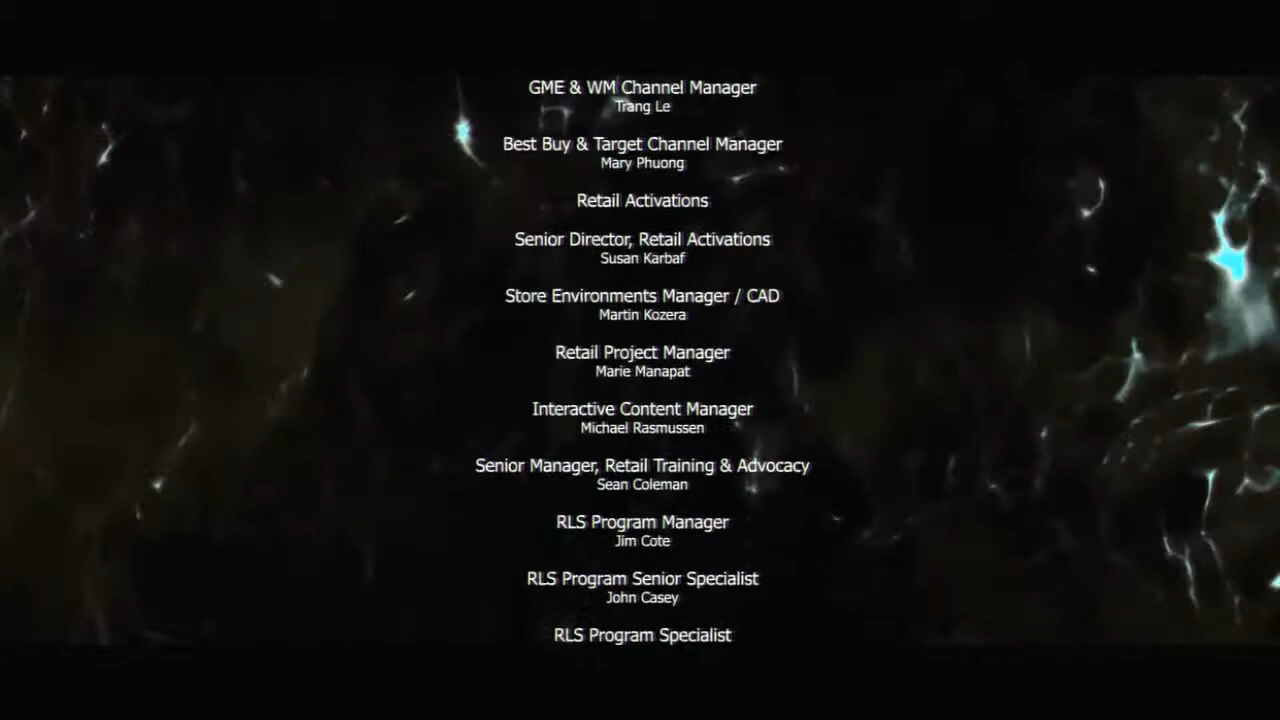 GME & WM Channel Manager
Trang Le
Best Buy & Target Channel Manager
Mary Phuong
Retail Activations
Senior Director, Retail Activations
Susan Karbaf
Store Environments Manager / CAD
Martin Kozera
Retail Project Manager
Marie Manapat
Interactive Content Manager
Michael Rasmussen
Senior Manager, Retail Training & Advocacy
Sean Coleman
RLS Program Manager
Jim Cote
RLS Program Senior Specialist
John Casey
RLS Program Specialist